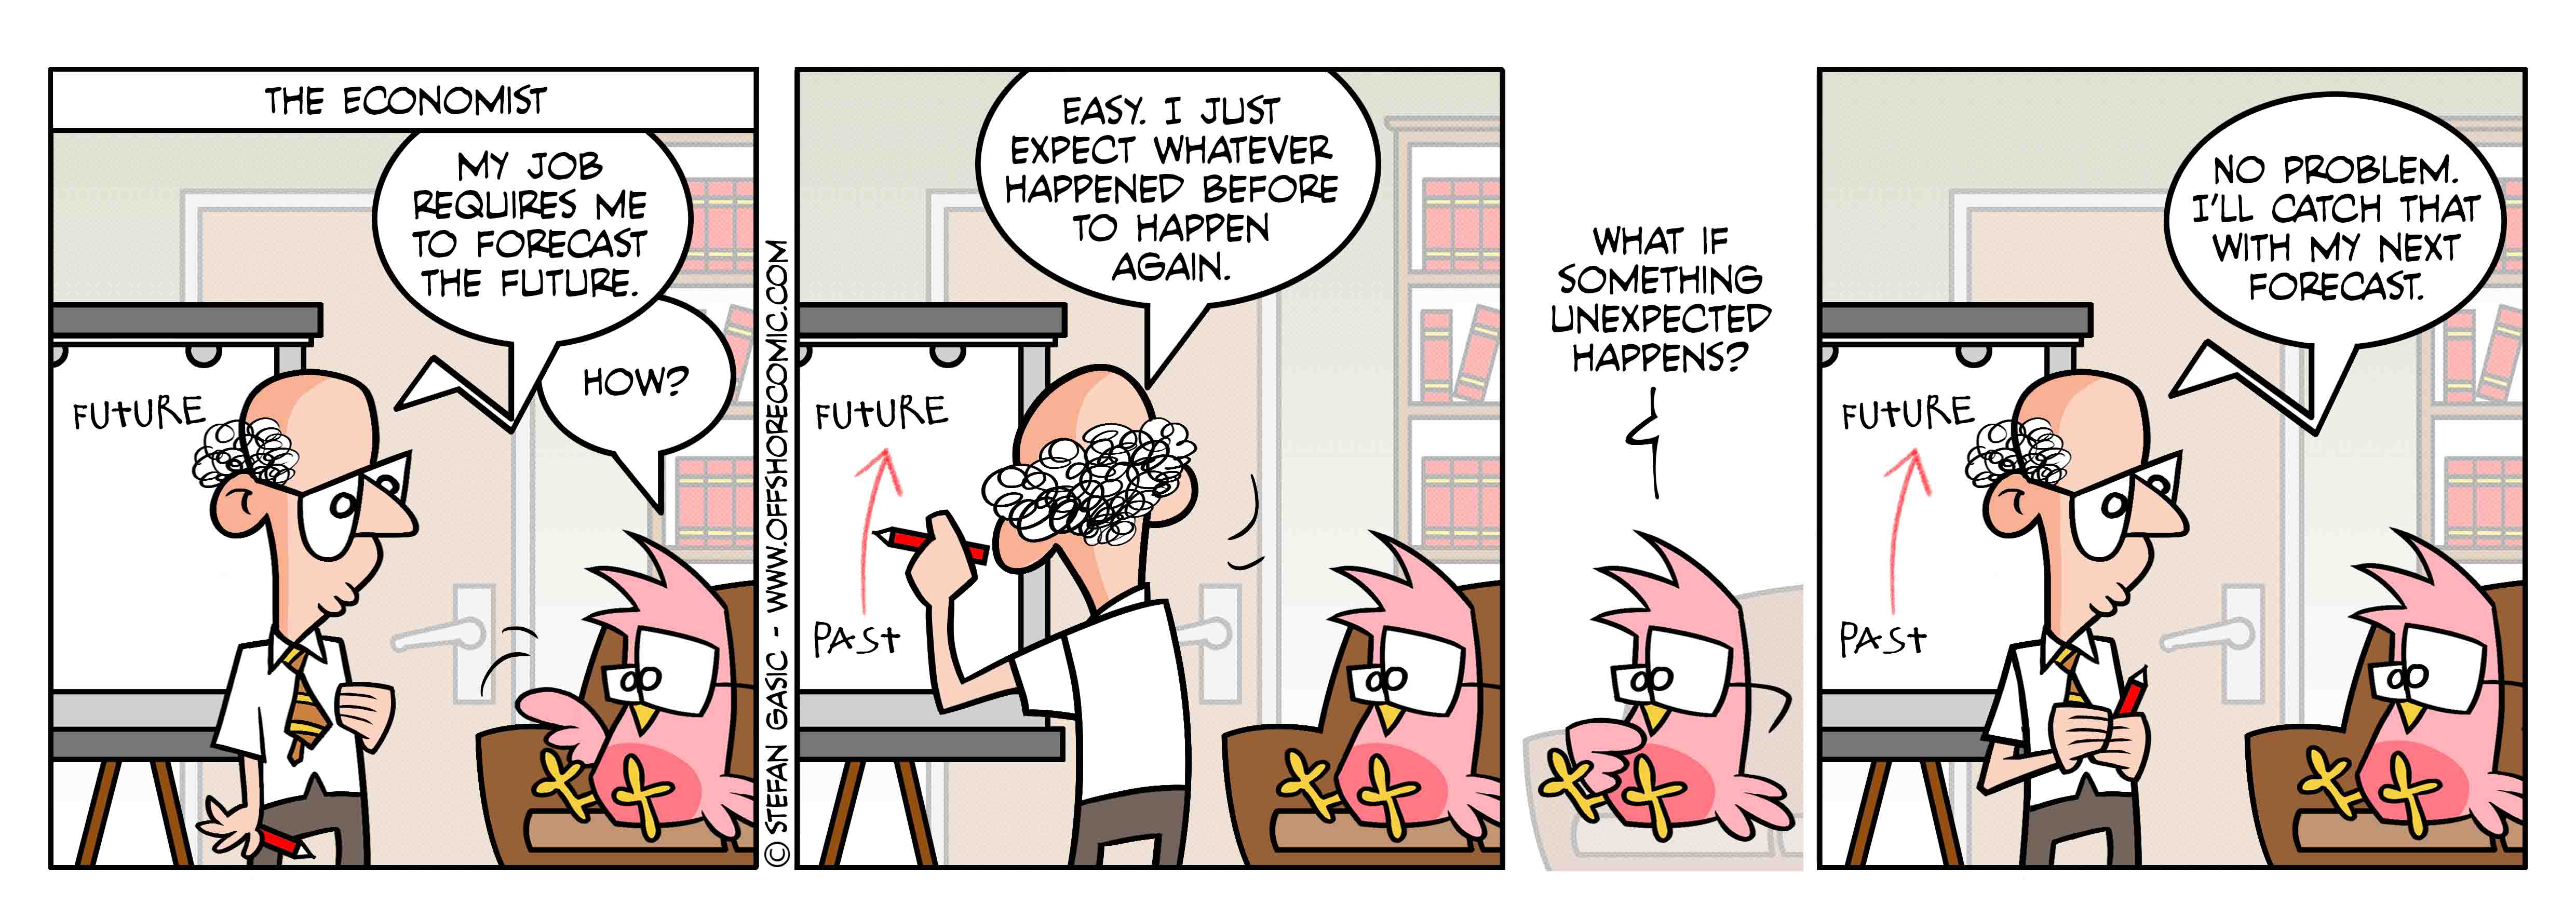 THE ECONOMIST
MY JOB
REQUIRES ME
TO FORECAST
THE FUTURE.
HOW?
FUTURE
© STEFAN GASIC - WWW.OFFSHORECOMIC.COM
EASY. I JUST
EXPECT WHATEVER
HAPPENED BEFORE
TO HAPPEN
AGAIN.
FUTURE
PAST
WHAT IF
SOMETHING
UNEXPECTED
HAPPENS?
NO PROBLEM.
I'LL CATCH THAT
WITH MY NEXT
FORECAST.
FUTURE
PAST